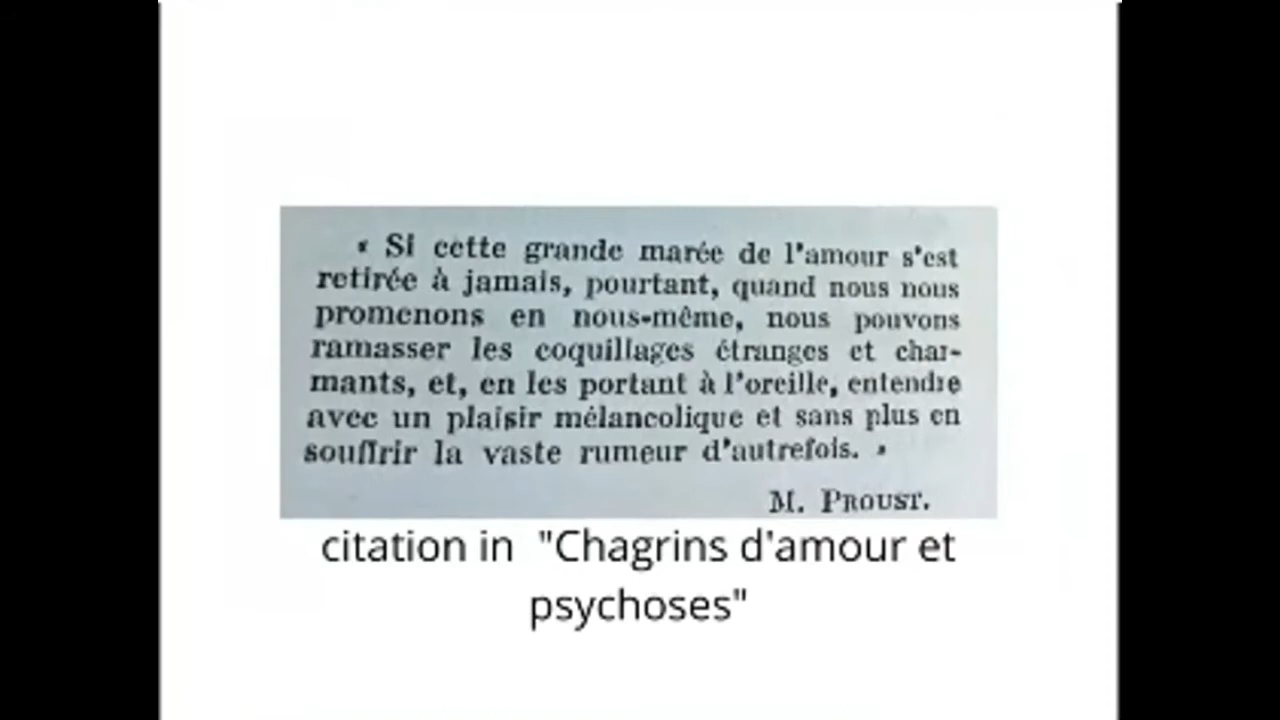 « Si cette grande marée de l'amour s'est
retirée à jamais, pourtant, quand nous nous
promenons en nous-même, nous pouvons
ramasser les coquillages étranges et char-
mants, et, en les portant à l'oreille, entendre
avec un plaisir mélancolique et sans plus en
souffrir la vaste rumeur d'autrefois. »
M. PROUST.
citation in "Chagrins d'amour et
psychoses"